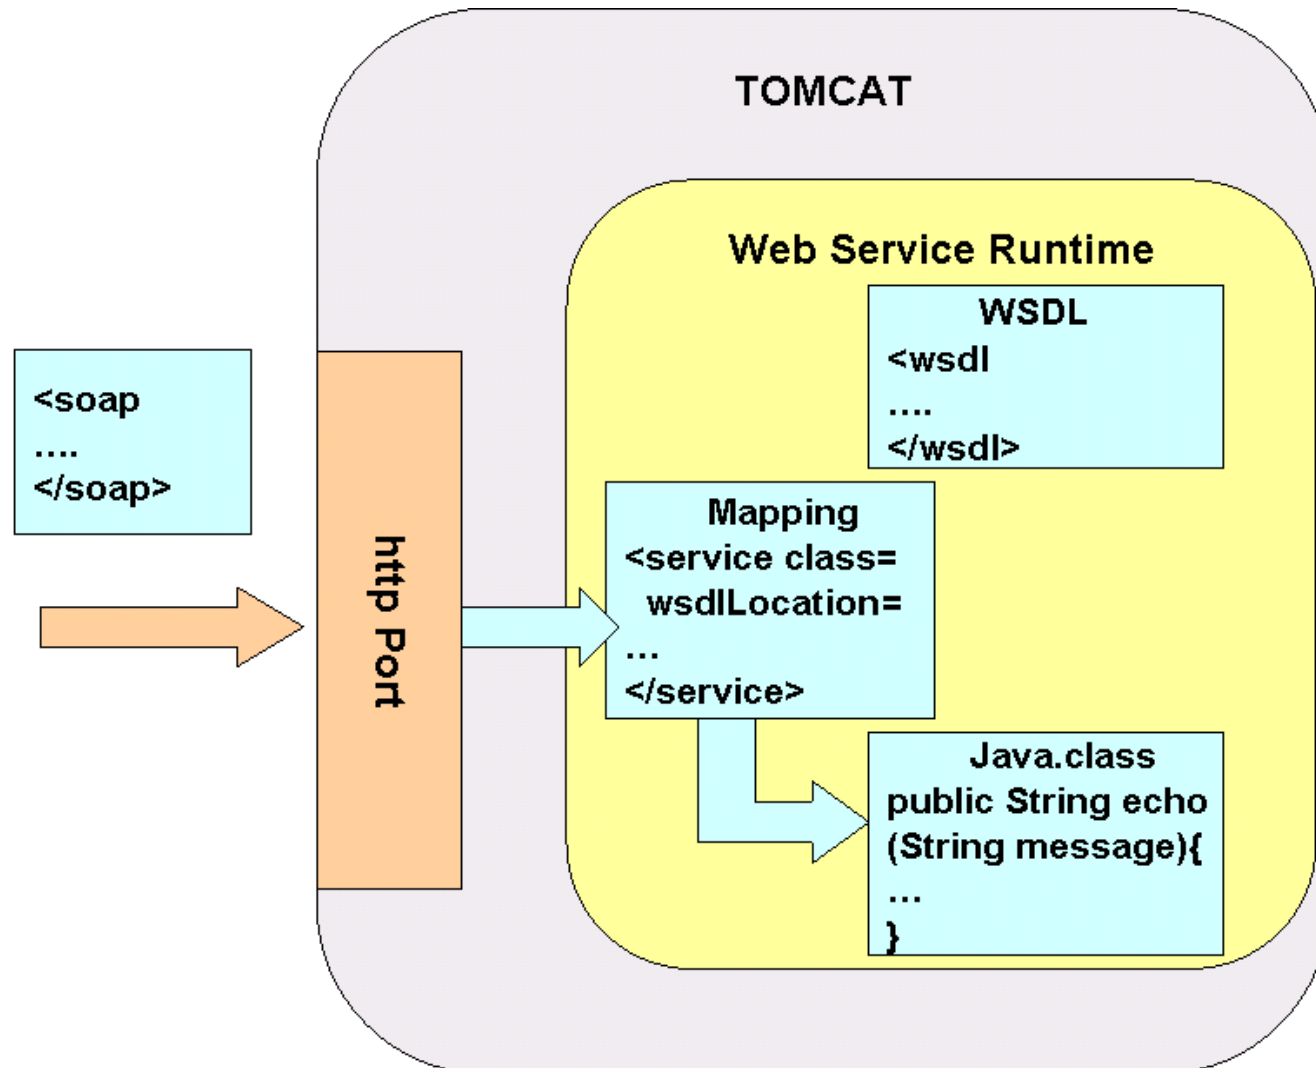 TOMCAT
Web Service Runtime
WSDL
<wsdl
....
</wsdl>
<soap
....
</soap>
http Port
Mapping
<service class=
wsdlLocation=
...
</service>
Java.class
public String echo
(String message){
...
}